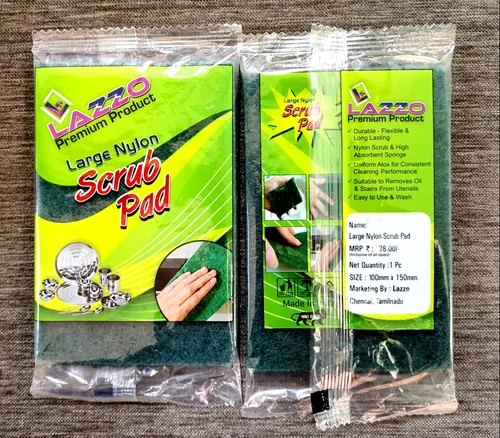 LAZZO
Premium Product
Large Nylon
Scrub
Pad
Large Nylon
Scrub
Pad
LAZZO
Premium Product
✓ Durable - Flexible &
Long Lasting
✓ Nylon Scrub & High
Absorbent Sponge
✓ Uniform Alox for Consistent
Cleaning Performance
✓ Suitable to Removes Oil
& Stains From Utensils
✓ Easy to Use & Wash
Name:
Large Nylon Scrub Pad
MRP ₹ : 28.00/-
(Inclusive of all taxes)
Net Quantity : 1 Pc
SIZE : 100mm x 150mm
Marketing By : Lazzo
Chennai, Tamilnadu
Made in